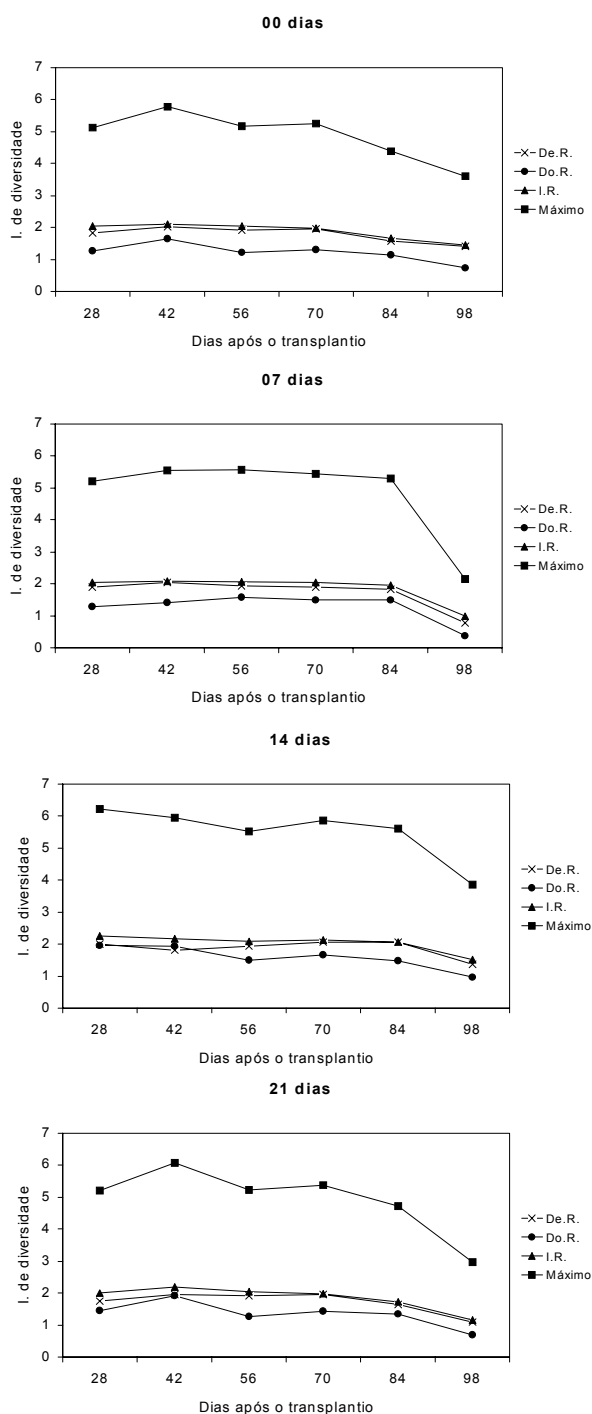 00 dias
7
6
5
4
3
2
1
0
I. de diversidade
28 42 56 70 84 98
Dias após o transplantio
De.R.
Do.R.
I.R.
Máximo
07 dias
7
6
5
4
3
2
1
0
I. de diversidade
28 42 56 70 84 98
Dias após o transplantio
De.R.
Do.R.
I.R.
Máximo
14 dias
7
6
5
4
3
2
1
0
I. de diversidade
28 42 56 70 84 98
Dias após o transplantio
De.R.
Do.R.
I.R.
Máximo
21 dias
7
6
5
4
3
2
1
0
I. de diversidade
28 42 56 70 84 98
Dias após o transplantio
De.R.
Do.R.
I.R.
Máximo